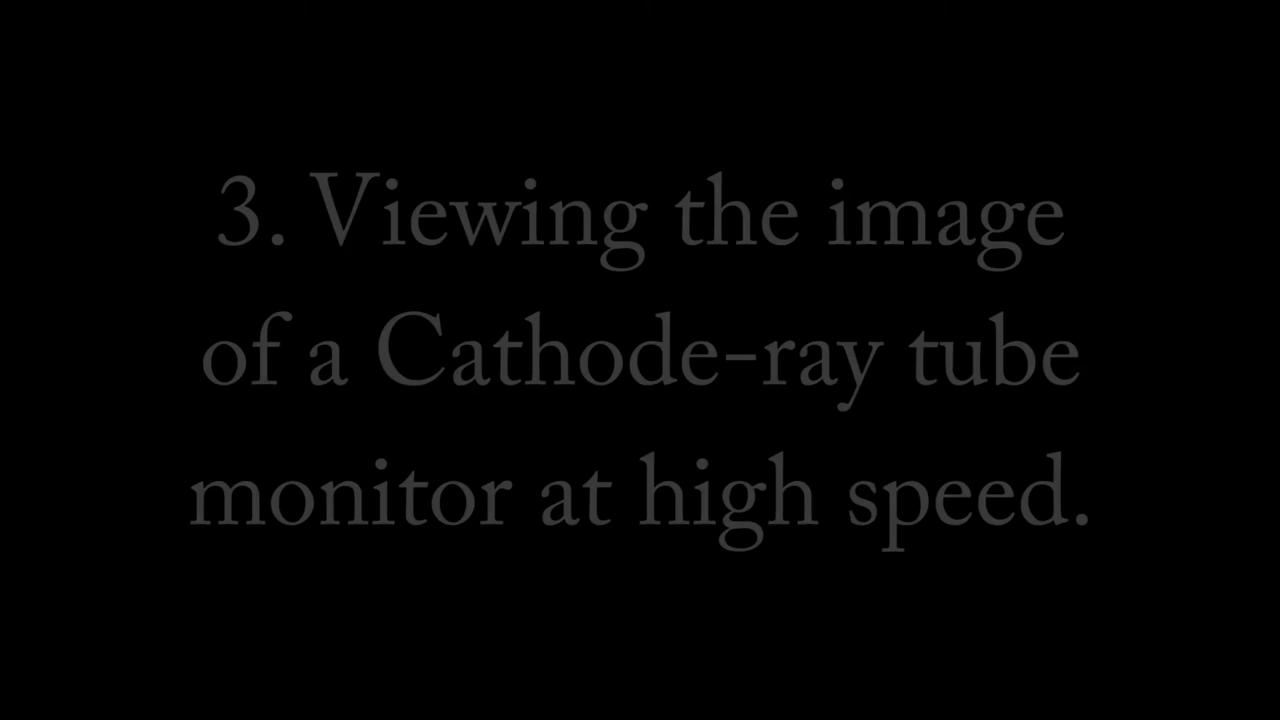 3. Viewing the image
of a Cathode-ray tube
monitor at high speed.